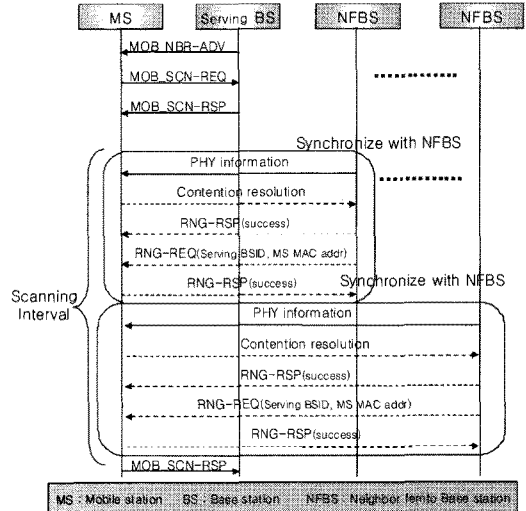 MS Serving BS NFBS NFBS
MOB_NBR-ADV
MOB_SCN-REQ
MOB_SCN-RSP
Synchronize with NFBS
PHY information
Contention resolution
RNG-RSP(success)
RNG-REQ(Serving BSID, MS MAC addr)
RNG-RSP(success)
Synchronize with NFBS
Scanning
Interval
PHY information
Contention resolution
RNG-RSP(success)
RNG-REQ(Serving BSID, MS MAC addr)
RNG-RSP(success)
MOB_SCN-RSP
MS : Mobile station BS : Base station NFBS : Neighbor femto Base station